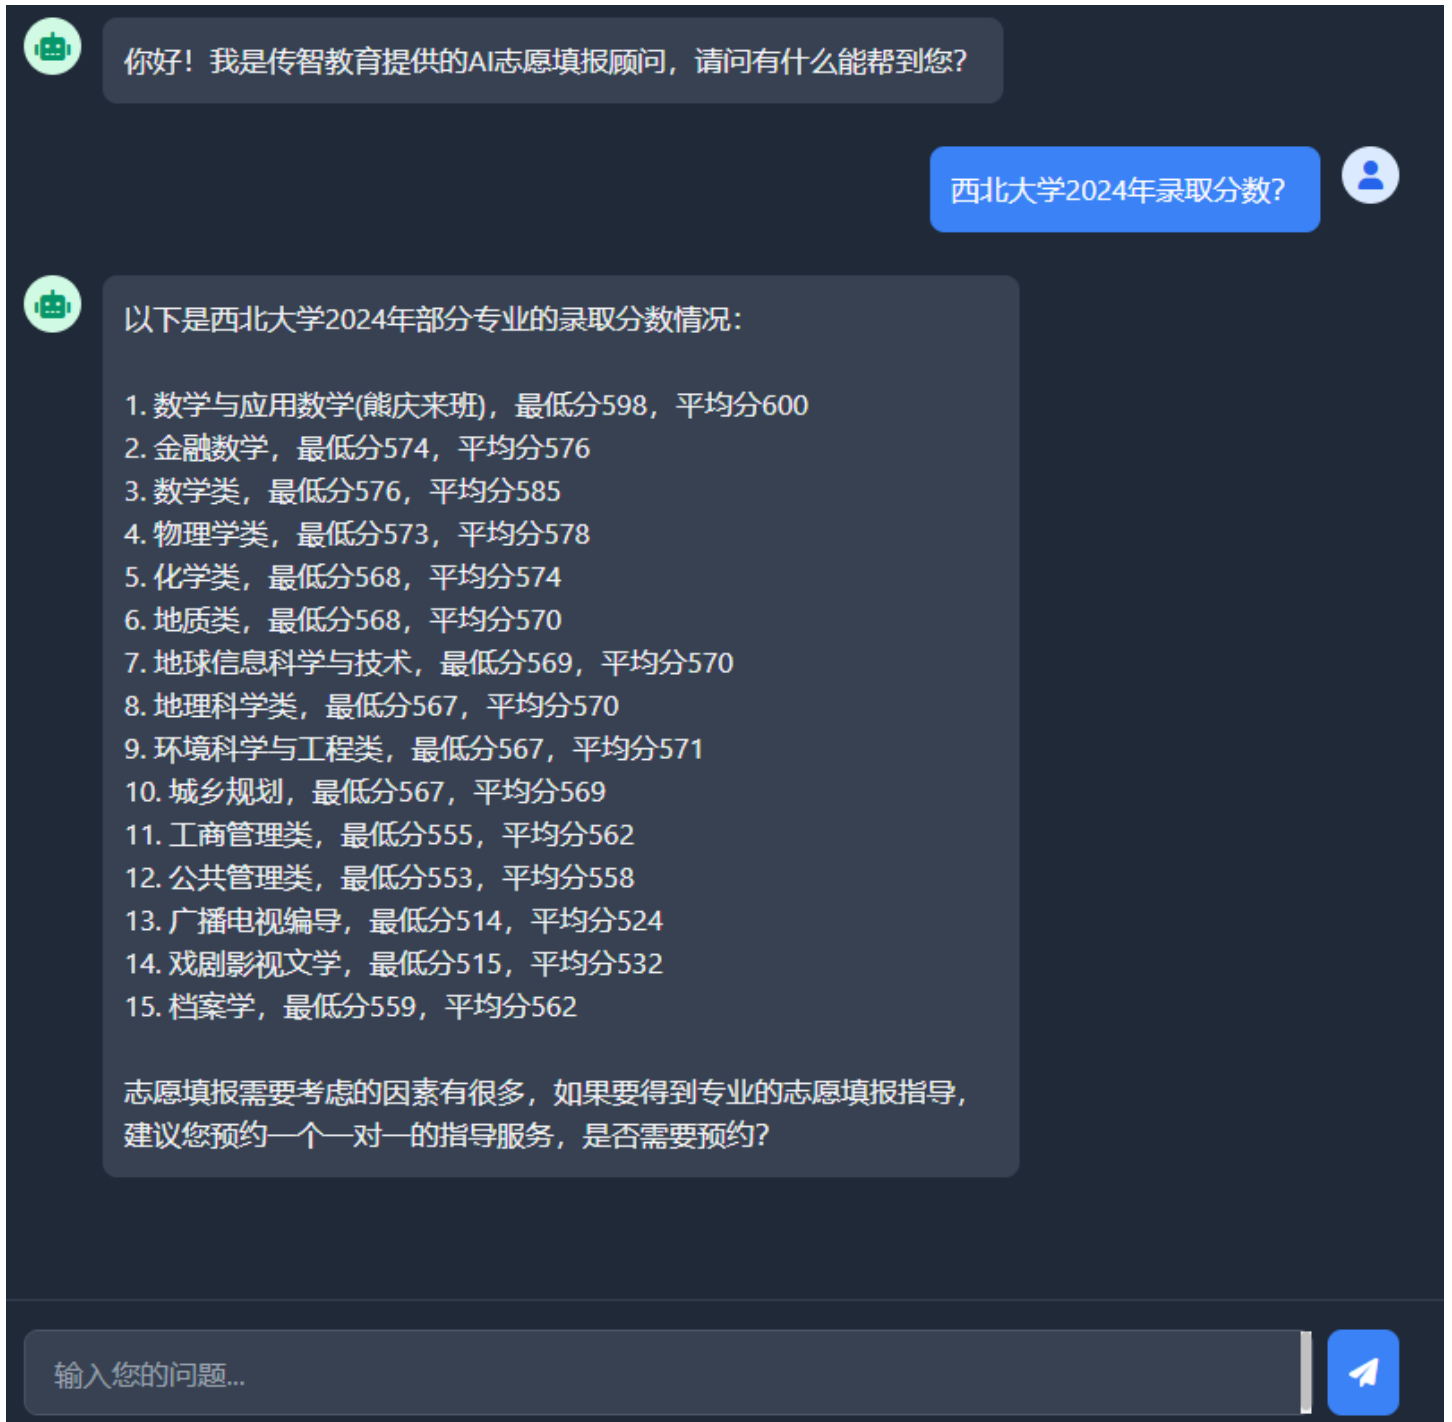 你好！我是传智教育提供的AI志愿填报顾问，请问有什么能帮到您？
西北大学2024年录取分数？
以下是西北大学2024年部分专业的录取分数情况：
1. 数学与应用数学(熊庆来班)，最低分598，平均分600
2. 金融数学，最低分574，平均分576
3. 数学类，最低分576，平均分585
4. 物理学类，最低分573，平均分578
5. 化学类，最低分568，平均分574
6. 地质类，最低分568，平均分570
7. 地球信息科学与技术，最低分569，平均分570
8. 地理科学类，最低分567，平均分570
9. 环境科学与工程类，最低分567，平均分571
10. 城乡规划，最低分567，平均分569
11. 工商管理类，最低分555，平均分562
12. 公共管理类，最低分553，平均分558
13. 广播电视编导，最低分514，平均分524
14. 戏剧影视文学，最低分515，平均分532
15. 档案学，最低分559，平均分562
志愿填报需要考虑的因素有很多，如果要得到专业的志愿填报指导，
建议您预约一个一对一的指导服务，是否需要预约？
输入您的问题...